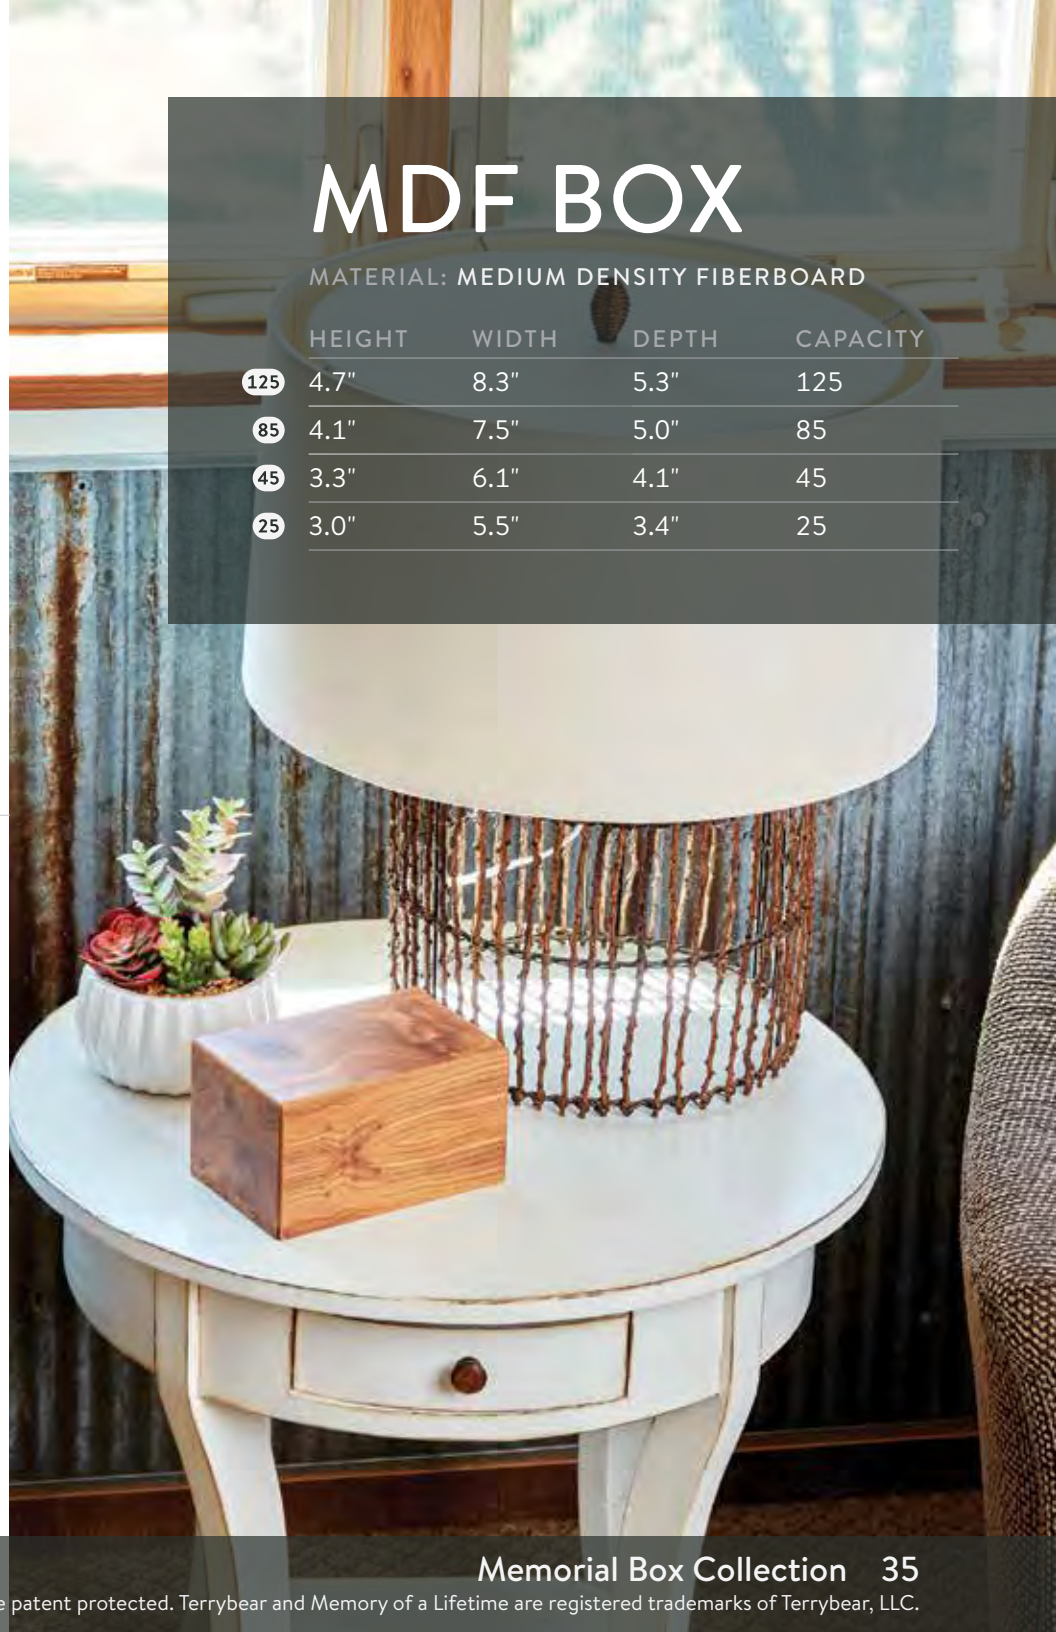 MDF BOX
MATERIAL: MEDIUM DENSITY FIBERBOARD
HEIGHT WIDTH DEPTH CAPACITY
125 4.7" 8.3" 5.3" 125
85 4.1" 7.5" 5.0" 85
45 3.3" 6.1" 4.1" 45
25 3.0" 5.5" 3.4" 25
Memorial Box Collection 35
patent protected. Terrybear and Memory of a Lifetime are registered trademarks of Terrybear, LLC.